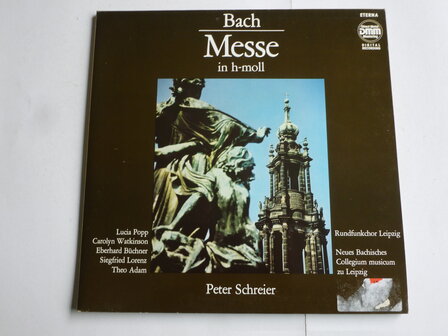 Bach
Messe
in h-moll
ETERNA
DMM
DIGITAL
RECORDING
Lucia Popp
Carolyn Watkinson
Eberhard Büchner
Siegfried Lorenz
Theo Adam
Rundfunkchor Leipzig
Neues Bachisches
Collegium musicum
zu Leipzig
Peter Schreier